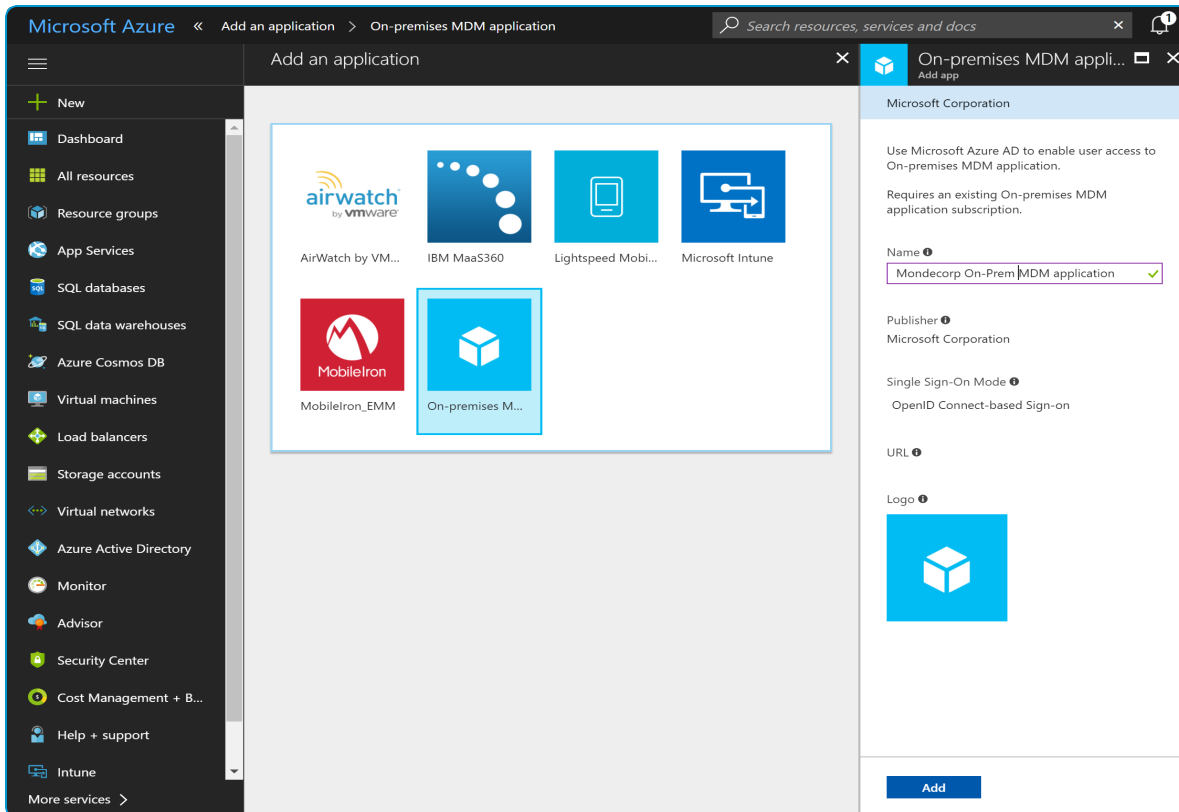 Microsoft Azure « Add an application > On-premises MDM application
Search resources, services and docs
1
New
Dashboard
All resources
Resource groups
App Services
SQL databases
SQL data warehouses
Azure Cosmos DB
Virtual machines
Load balancers
Storage accounts
Virtual networks
Azure Active Directory
Monitor
Advisor
Security Center
Cost Management + B...
Help + support
Intune
More services >
Add an application
airwatch
by vmware
AirWatch by VM...
IBM MaaS360
Lightspeed Mobi...
Microsoft Intune
MobileIron
MobileIron_EMM
On-premises M...
On-premises MDM appli...
Add app
Microsoft Corporation
Use Microsoft Azure AD to enable user access to
On-premises MDM application.
Requires an existing On-premises MDM
application subscription.
Name
Mondecorp On-Prem MDM application
Publisher
Microsoft Corporation
Single Sign-On Mode
OpenID Connect-based Sign-on
URL
Logo
Add